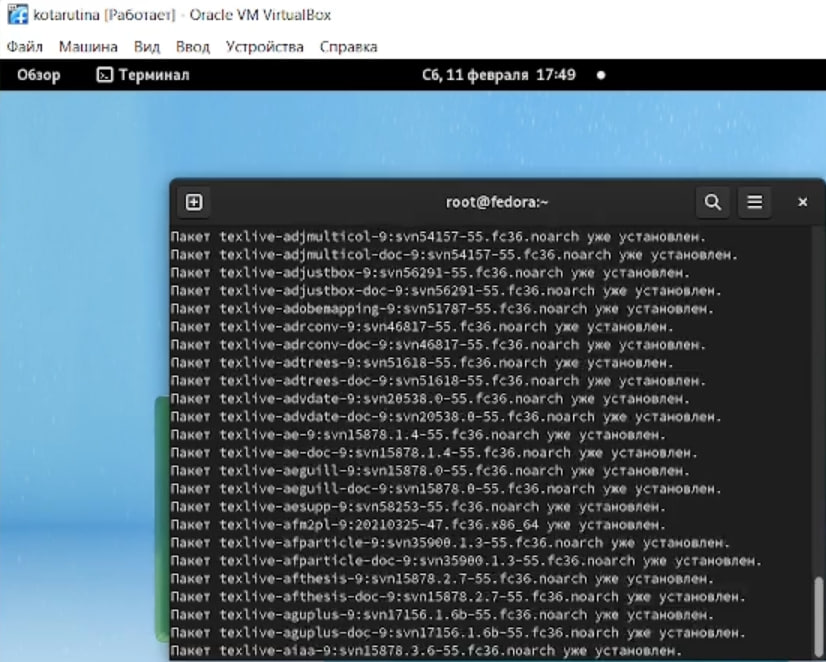 kotarutina [Работает] - Oracle VM VirtualBox
Файл Машина Вид Ввод Устройства Справка
Обзор Терминал Сб, 11 февраля 17:49
root@fedora:~
Пакет texlive-adjmulticol-9:svn54157-55.fc36.noarch уже установлен.
Пакет texlive-adjmulticol-doc-9:svn54157-55.fc36.noarch уже установлен.
Пакет texlive-adjustbox-9:svn56291-55.fc36.noarch уже установлен.
Пакет texlive-adjustbox-doc-9:svn56291-55.fc36.noarch уже установлен.
Пакет texlive-adobemapping-9:svn51787-55.fc36.noarch уже установлен.
Пакет texlive-adrconv-9:svn46817-55.fc36.noarch уже установлен.
Пакет texlive-adrconv-doc-9:svn46817-55.fc36.noarch уже установлен.
Пакет texlive-adtrees-9:svn51618-55.fc36.noarch уже установлен.
Пакет texlive-adtrees-doc-9:svn51618-55.fc36.noarch уже установлен.
Пакет texlive-advdate-9:svn20538.0-55.fc36.noarch уже установлен.
Пакет texlive-advdate-doc-9:svn20538.0-55.fc36.noarch уже установлен.
Пакет texlive-ae-9:svn15878.1.4-55.fc36.noarch уже установлен.
Пакет texlive-ae-doc-9:svn15878.1.4-55.fc36.noarch уже установлен.
Пакет texlive-aeguill-9:svn15878.0-55.fc36.noarch уже установлен.
Пакет texlive-aeguill-doc-9:svn15878.0-55.fc36.noarch уже установлен.
Пакет texlive-aesupp-9:svn58253-55.fc36.noarch уже установлен.
Пакет texlive-afm2pl-9:20210325-47.fc36.x86_64 уже установлен.
Пакет texlive-afparticle-9:svn35900.1.3-55.fc36.noarch уже установлен.
Пакет texlive-afparticle-doc-9:svn35900.1.3-55.fc36.noarch уже установлен.
Пакет texlive-afthesis-9:svn15878.2.7-55.fc36.noarch уже установлен.
Пакет texlive-afthesis-doc-9:svn15878.2.7-55.fc36.noarch уже установлен.
Пакет texlive-aguplus-9:svn17156.1.6b-55.fc36.noarch уже установлен.
Пакет texlive-aguplus-doc-9:svn17156.1.6b-55.fc36.noarch уже установлен.
Пакет texlive-aiaa-9:svn15878.3.6-55.fc36.noarch уже установлен.